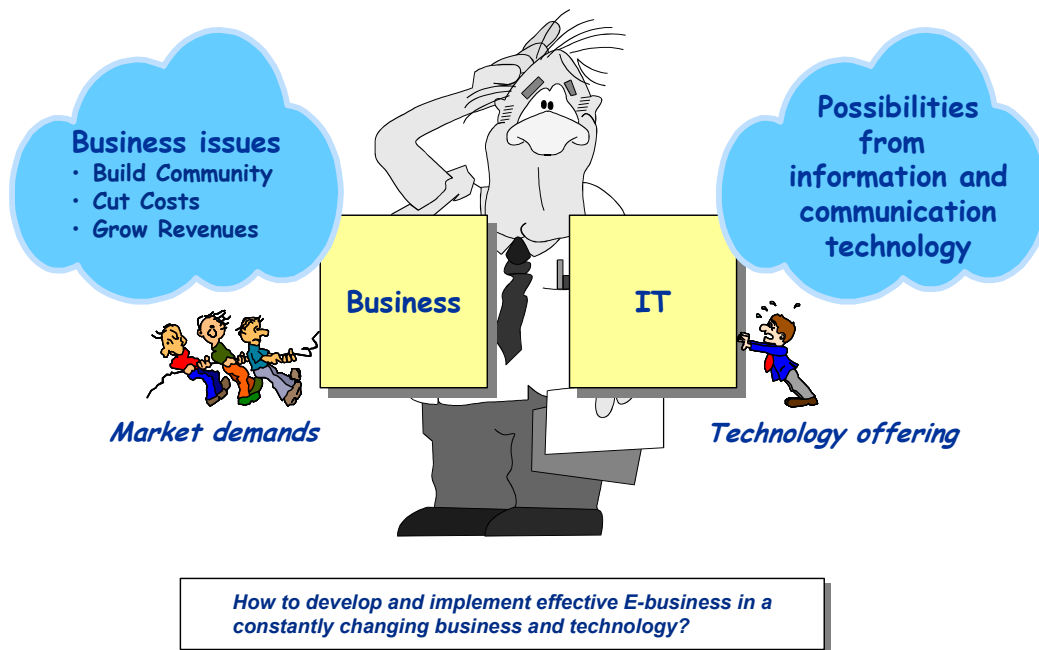 Business issues
· Build Community
· Cut Costs
· Grow Revenues
Possibilities
from
information and
communication
technology
Business
IT
Market demands
Technology offering
How to develop and implement effective E-business in a
constantly changing business and technology?